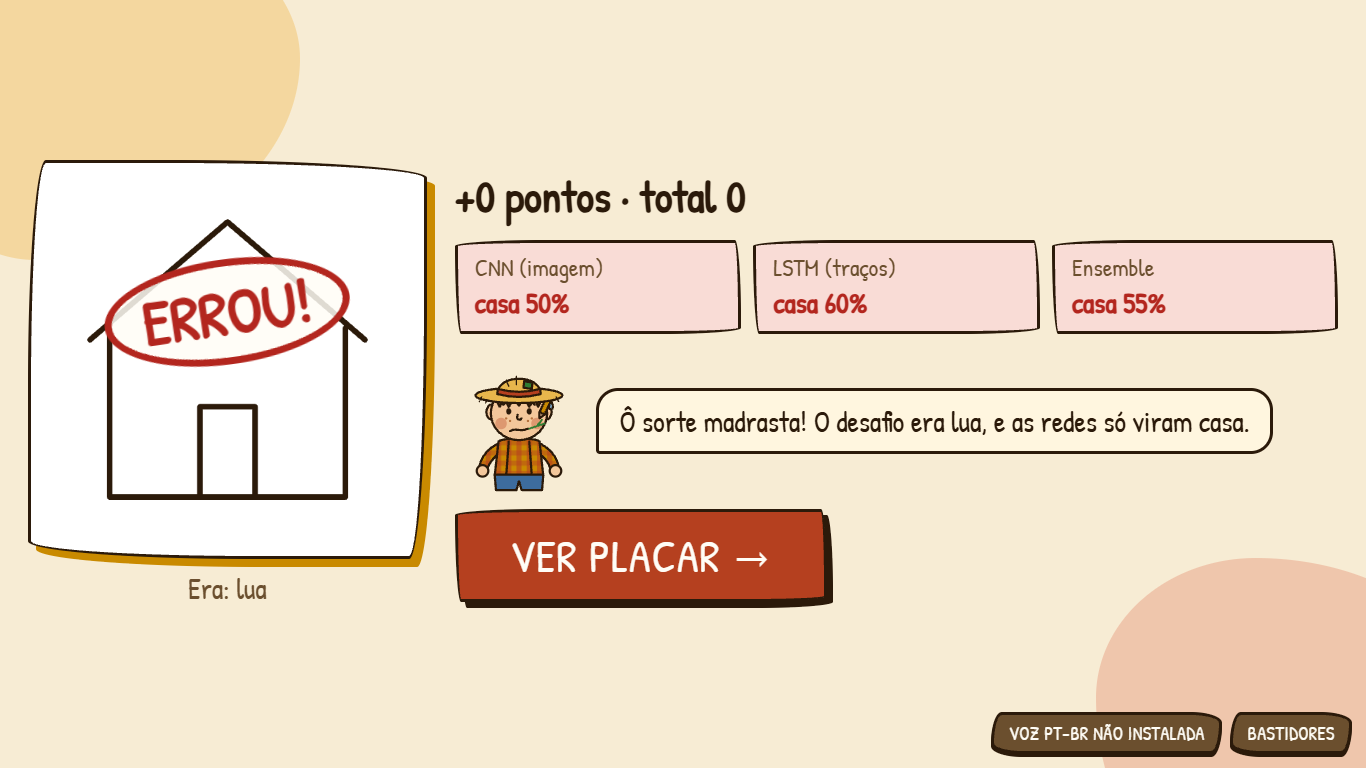 ERROU!
Era: lua
+0 pontos · total 0
CNN (imagem)
casa 50%
LSTM (traços)
casa 60%
Ensemble
casa 55%
Ô sorte madrasta! O desafio era lua, e as redes só viram casa.
VER PLACAR →
VOZ PT-BR NÃO INSTALADA
BASTIDORES